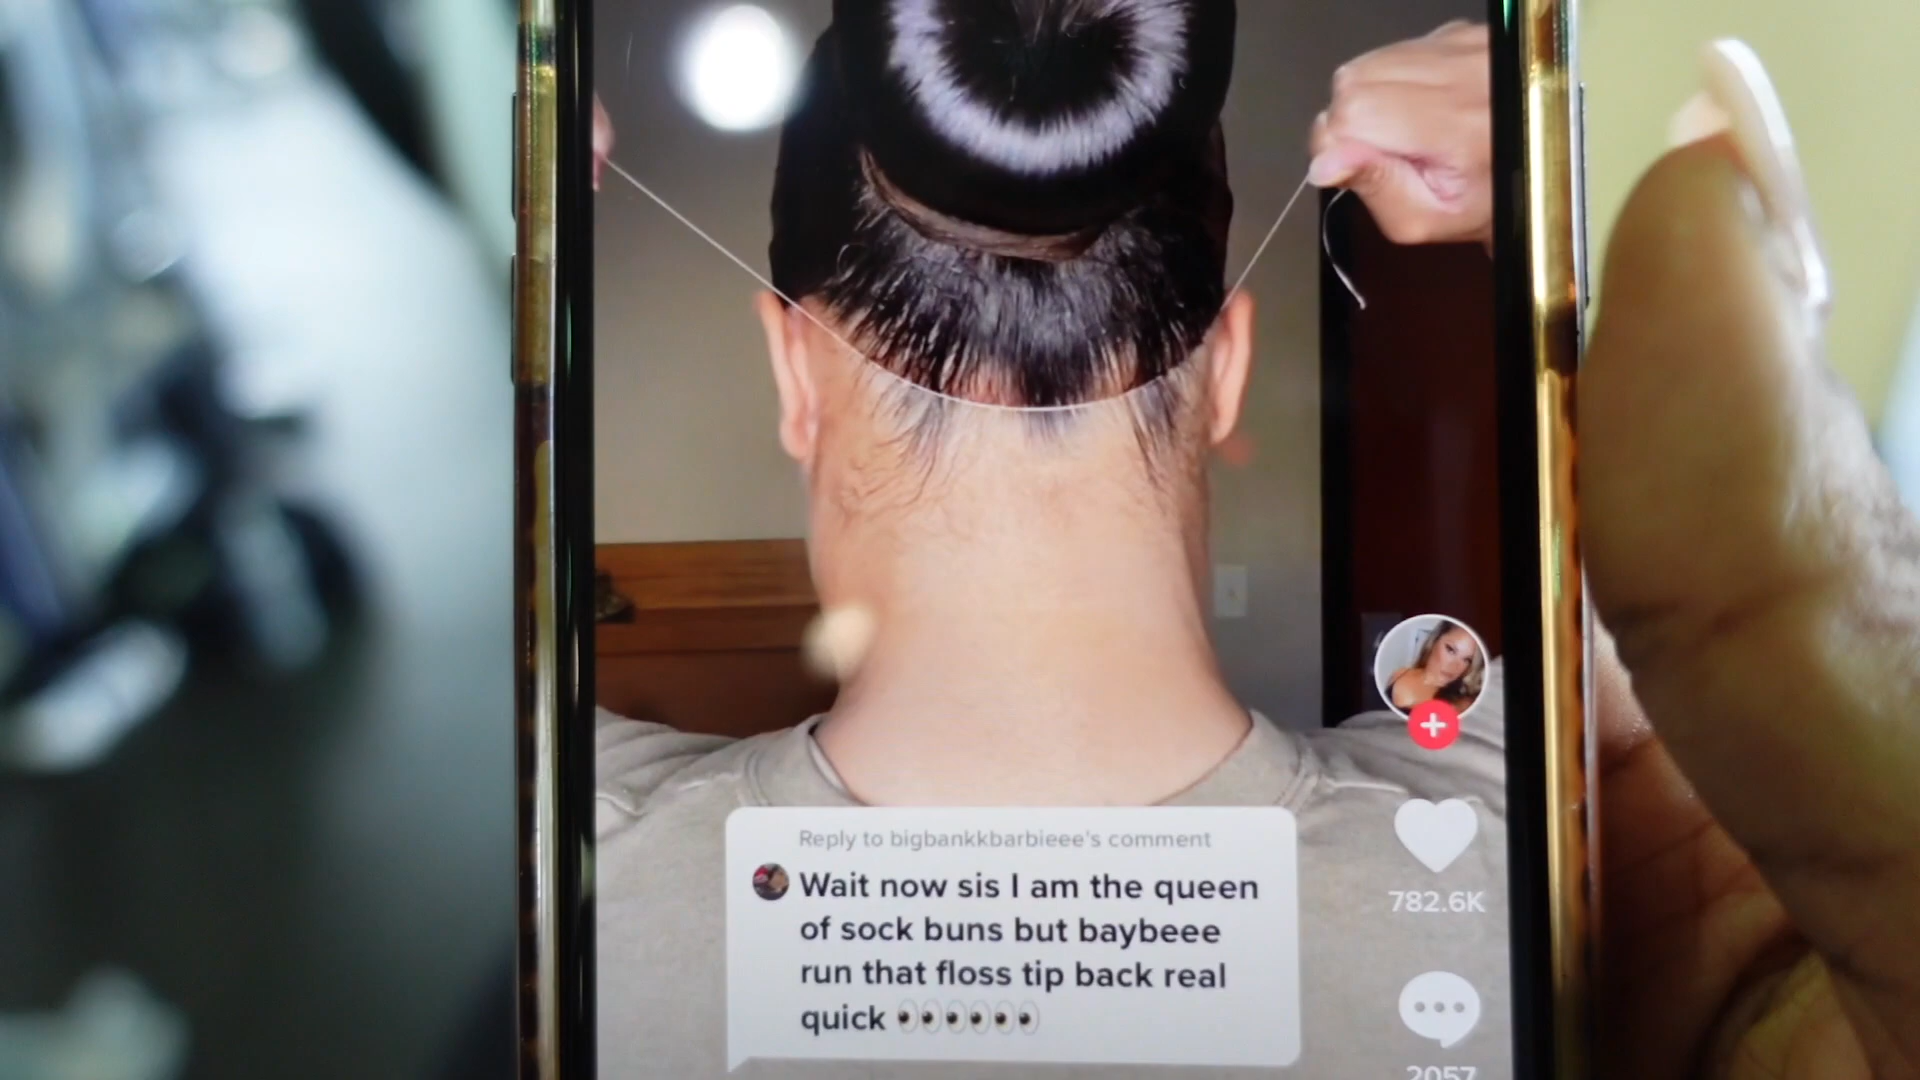 Reply to bigbankkbarbieee's comment
Wait now sis I am the queen
of sock buns but baybeee
run that floss tip back real
quick 👀👀👀
782.6K
2057